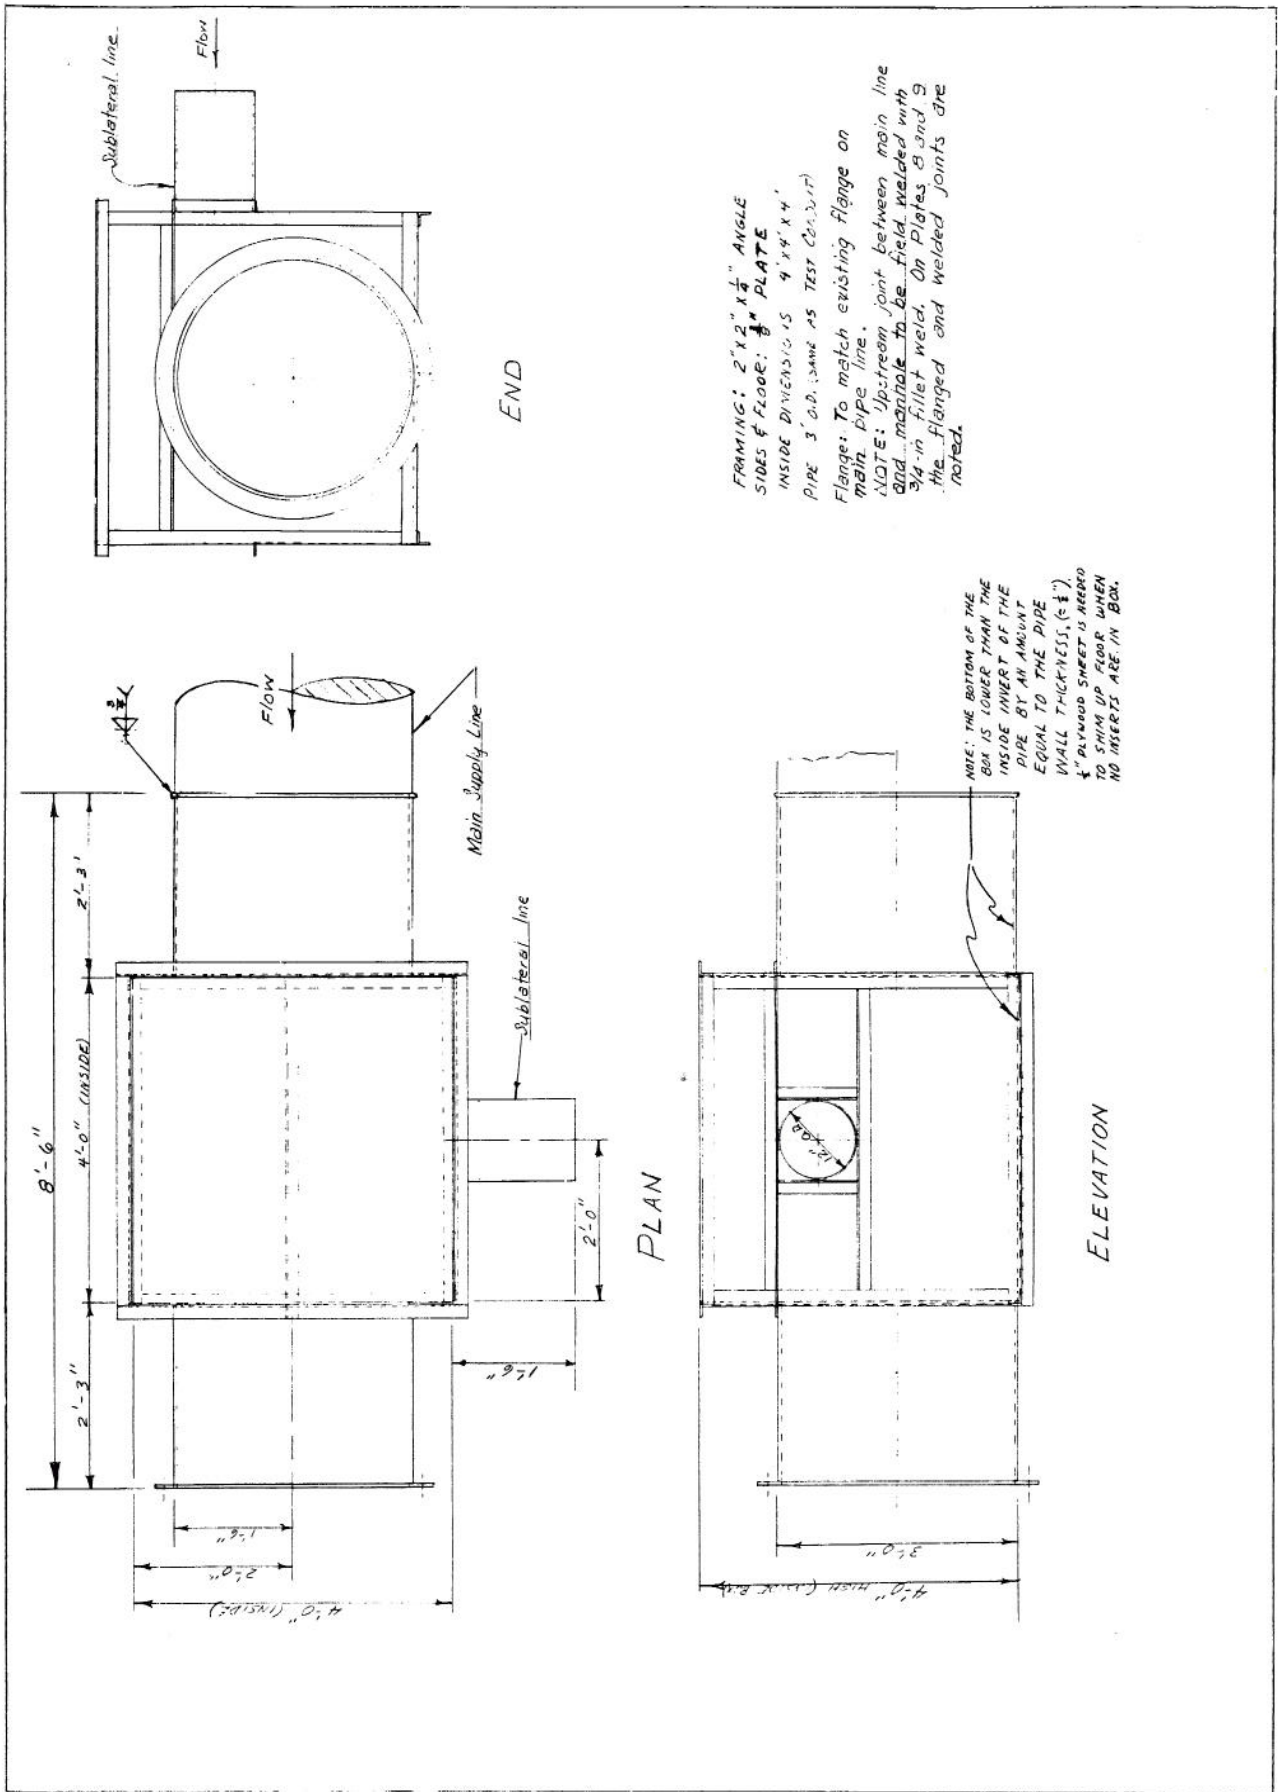 8'-6"
2'-3"
4'-0" (INSIDE)
2'-3'
3/4
Flow
Main Supply Line
Sublateral line
1'-6"
2'-0"
4'-0" (INSIDE)
1'-6"
2'-0"
PLAN
Sublateral line
Flow
END
12"
3'-0"
4'-0" HIGH
ELEVATION
NOTE: THE BOTTOM OF THE
BOX IS LOWER THAN THE
INSIDE INVERT OF THE
PIPE BY AN AMOUNT
EQUAL TO THE PIPE
WALL THICKNESS.
PLYWOOD SHEET IS NEEDED
TO SHIM UP FLOOR WHEN
NO INSERTS ARE IN BOX.
FRAMING: 2" x 2" x 1/4" ANGLE
SIDES & FLOOR: PLATE
INSIDE 4' x 4' x 4'
PIPE 3' O.D. (SAME AS TEST CONDUIT)
Flange: To match existing flange on
main pipe line.
NOTE: Upstream joint between main line
and manhole to be field welded with
3/4-in fillet weld. On Plates 8 and 9
the flanged and welded joints are
noted.